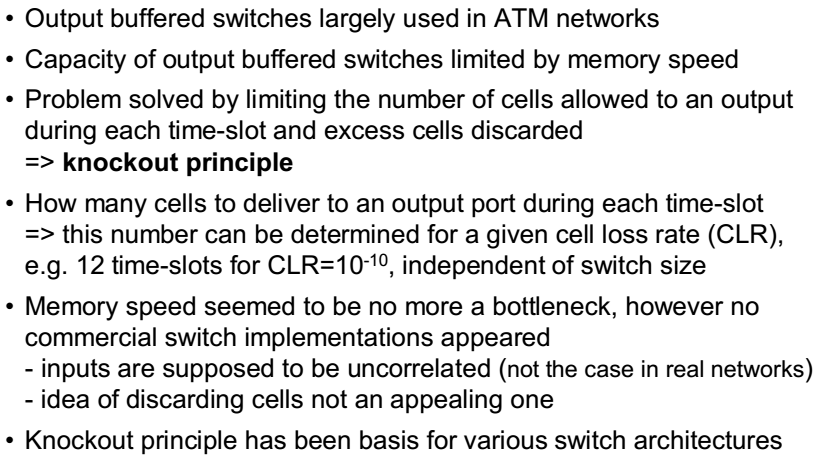 • Output buffered switches largely used in ATM networks
• Capacity of output buffered switches limited by memory speed
• Problem solved by limiting the number of cells allowed to an output
during each time-slot and excess cells discarded
=> knockout principle
• How many cells to deliver to an output port during each time-slot
=> this number can be determined for a given cell loss rate (CLR),
e.g. 12 time-slots for CLR=10⁻¹⁰, independent of switch size
• Memory speed seemed to be no more a bottleneck, however no
commercial switch implementations appeared
- inputs are supposed to be uncorrelated (not the case in real networks)
- idea of discarding cells not an appealing one
• Knockout principle has been basis for various switch architectures